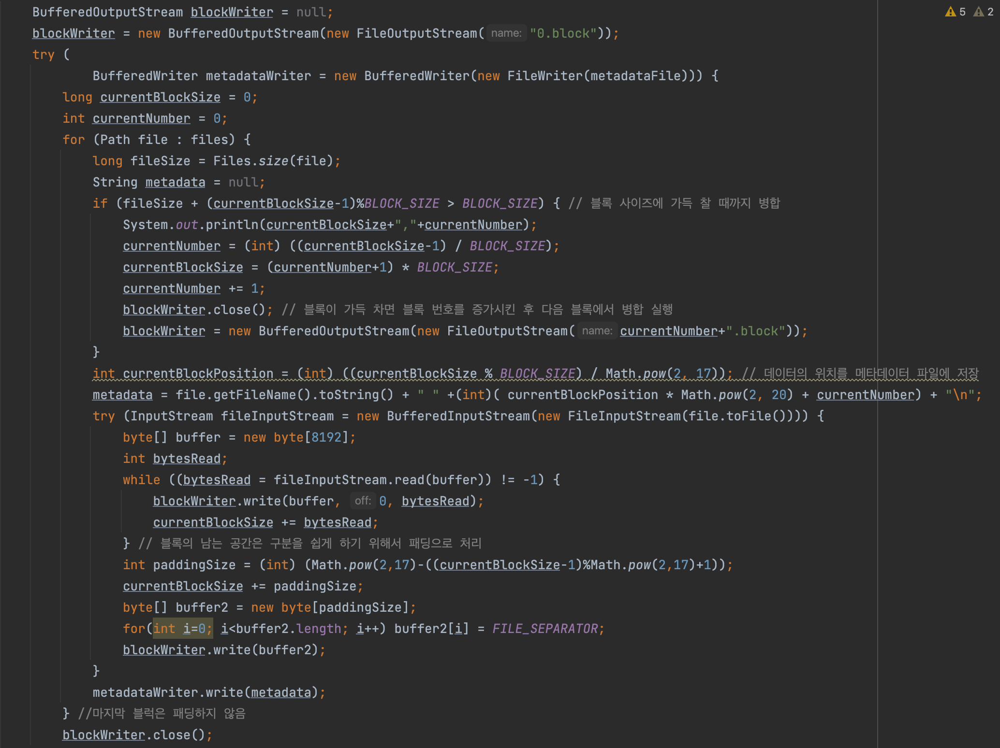 BufferedOutputStream blockWriter = null;
blockWriter = new BufferedOutputStream(new FileOutputStream( name: "0.block"));
try (
BufferedWriter metadataWriter = new BufferedWriter(new FileWriter(metadataFile))) {
long currentBlockSize = 0;
int currentNumber = 0;
for (Path file : files) {
long fileSize = Files.size(file);
String metadata = null;
if (fileSize + (currentBlockSize-1)%BLOCK_SIZE > BLOCK_SIZE) { // 블록 사이즈에 가득 찰 때까지 병합
System.out.println(currentBlockSize+","+currentNumber);
currentNumber = (int) ((currentBlockSize-1) / BLOCK_SIZE);
currentBlockSize = (currentNumber+1) * BLOCK_SIZE;
currentNumber += 1;
blockWriter.close(); // 블록이 가득 차면 블록 번호를 증가시킨 후 다음 블록에서 병합 실행
blockWriter = new BufferedOutputStream(new FileOutputStream( name: currentNumber+".block"));
}
int currentBlockPosition = (int) ((currentBlockSize % BLOCK_SIZE) / Math.pow(2, 17)); // 데이터의 위치를 메타데이터 파일에 저장
metadata = file.getFileName().toString() + " " +(int)( currentBlockPosition * Math.pow(2, 20) + currentNumber) + "\n";
try (InputStream fileInputStream = new BufferedInputStream(new FileInputStream(file.toFile()))) {
byte[] buffer = new byte[8192];
int bytesRead;
while ((bytesRead = fileInputStream.read(buffer)) != -1) {
blockWriter.write(buffer, off: 0, bytesRead);
currentBlockSize += bytesRead;
} // 블록의 남는 공간은 구분을 쉽게 하기 위해서 패딩으로 처리
int paddingSize = (int) (Math.pow(2,17)-((currentBlockSize-1)%Math.pow(2,17)+1));
currentBlockSize += paddingSize;
byte[] buffer2 = new byte[paddingSize];
for(int i=0; i<buffer2.length; i++) buffer2[i] = FILE_SEPARATOR;
blockWriter.write(buffer2);
}
metadataWriter.write(metadata);
} //마지막 블럭은 패딩하지 않음
blockWriter.close();
5 2